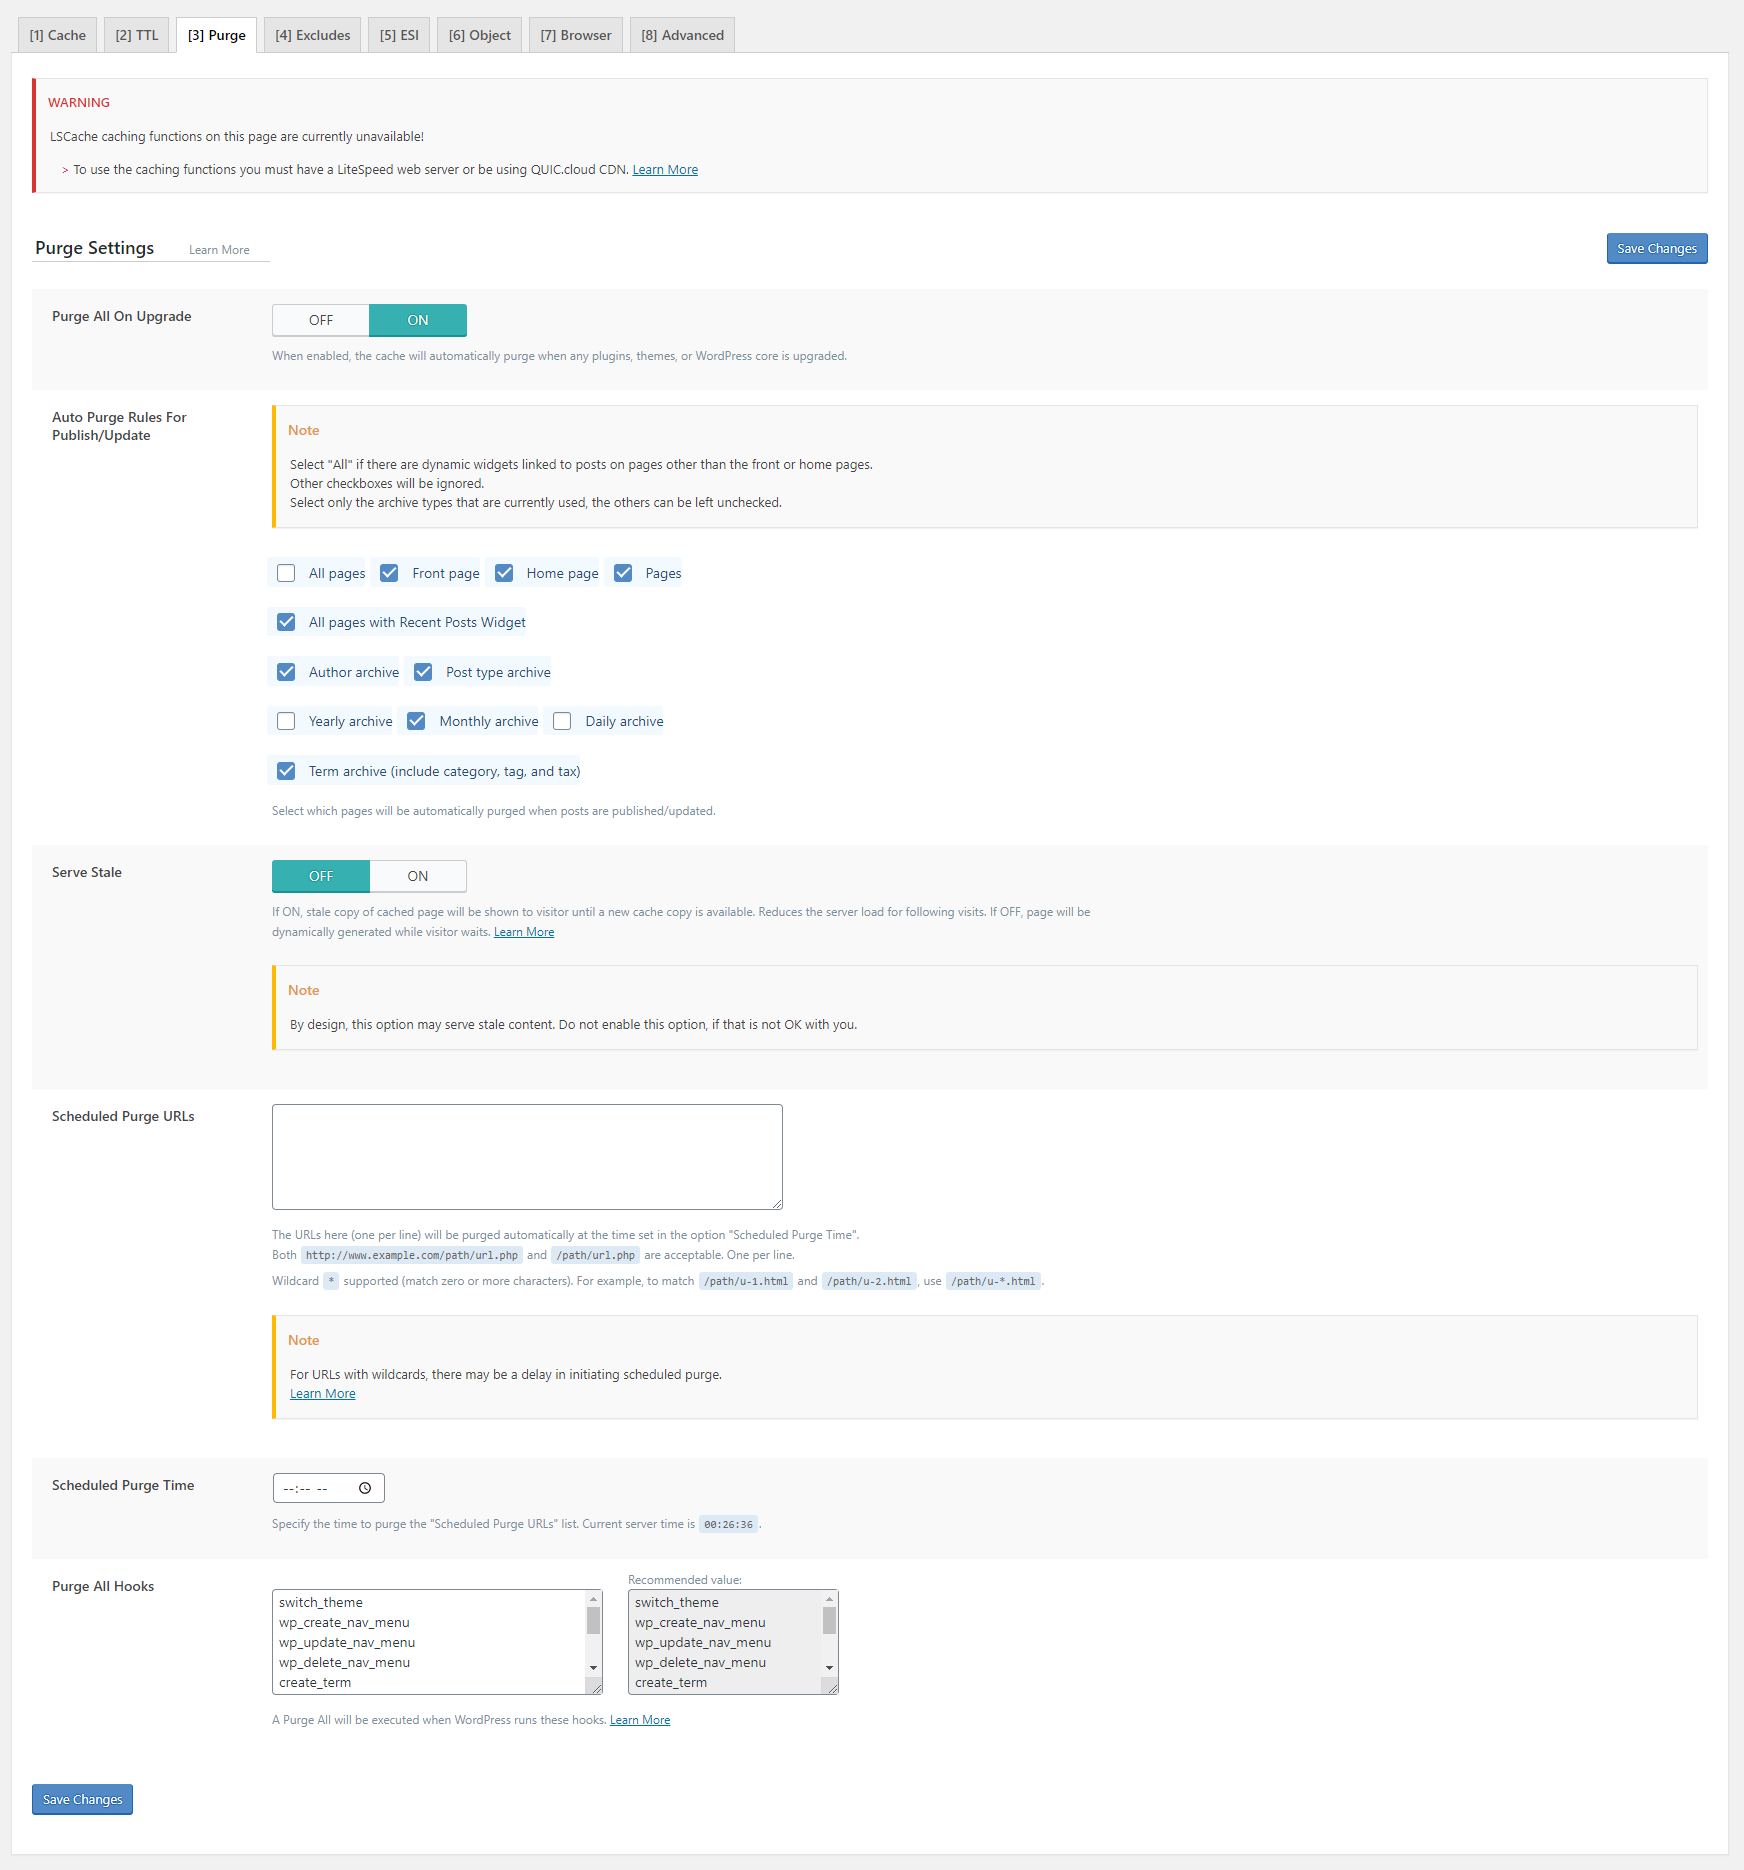 [1] Cache
[2] TTL
[3] Purge
[4] Excludes
[5] ESI
[6] Object
[7] Browser
[8] Advanced
WARNING
LSCache caching functions on this page are currently unavailable!
> To use the caching functions you must have a LiteSpeed web server or be using QUIC.cloud CDN. Learn More
Purge Settings
Learn More
Save Changes
Purge All On Upgrade
OFF
ON
When enabled, the cache will automatically purge when any plugins, themes, or WordPress core is upgraded.
Auto Purge Rules For
Publish/Update
Note
Select "All" if there are dynamic widgets linked to posts on pages other than the front or home pages.
Other checkboxes will be ignored.
Select only the archive types that are currently used, the others can be left unchecked.
All pages
Front page
Home page
Pages
All pages with Recent Posts Widget
Author archive
Post type archive
Yearly archive
Monthly archive
Daily archive
Term archive (include category, tag, and tax)
Select which pages will be automatically purged when posts are published/updated.
Serve Stale
OFF
ON
If ON, stale copy of cached page will be shown to visitor until a new cache copy is available. Reduces the server load for following visits. If OFF, page will be
dynamically generated while visitor waits. Learn More
Note
By design, this option may serve stale content. Do not enable this option, if that is not OK with you.
Scheduled Purge URLs
The URLs here (one per line) will be purged automatically at the time set in the option "Scheduled Purge Time".
Both http://www.example.com/path/url.php and /path/url.php are acceptable. One per line.
Wildcard * supported (match zero or more characters). For example, to match /path/u-1.html and /path/u-2.html, use /path/u-*.html.
Note
For URLs with wildcards, there may be a delay in initiating scheduled purge.
Learn More
Scheduled Purge Time
--:-- --
Specify the time to purge the "Scheduled Purge URLs" list. Current server time is 00:26:36.
Purge All Hooks
switch_theme
wp_create_nav_menu
wp_update_nav_menu
wp_delete_nav_menu
create_term
Recommended value:
switch_theme
wp_create_nav_menu
wp_update_nav_menu
wp_delete_nav_menu
create_term
A Purge All will be executed when WordPress runs these hooks. Learn More
Save Changes